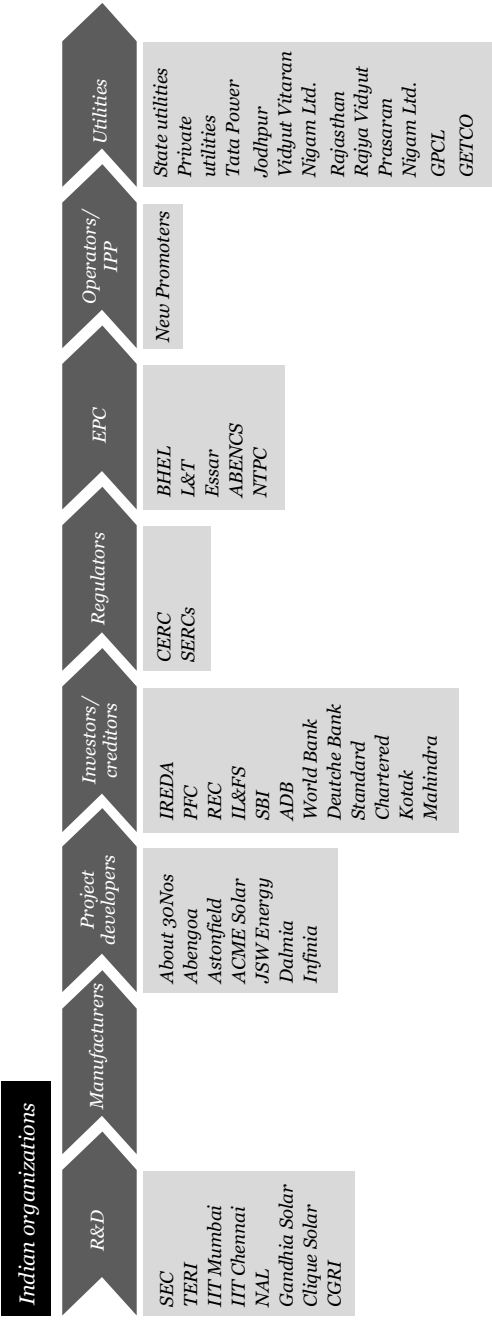 Indian organizations
R&D
SEC
TERI
IIT Mumbai
IIT Chennai
NAL
Gandhia Solar
Clique Solar
CGRI
Manufacturers
Project
developers
About 30Nos
Abengoa
Astonfield
ACME Solar
JSW Energy
Dalmia
Infinia
Investors/
creditors
IREDA
PFC
REC
IL&FS
SBI
ADB
World Bank
Deutche Bank
Standard
Chartered
Kotak
Mahindra
Regulators
CERC
SERCs
EPC
BHEL
L&T
Essar
ABENCS
NTPC
Operators/
IPP
New Promoters
Utilities
State utilities
Private
utilities
Tata Power
Jodhpur
Vidyut Vitaran
Nigam Ltd.
Rajasthan
Rajya Vidyut
Prasaran
Nigam Ltd.
GPCL
GETCO